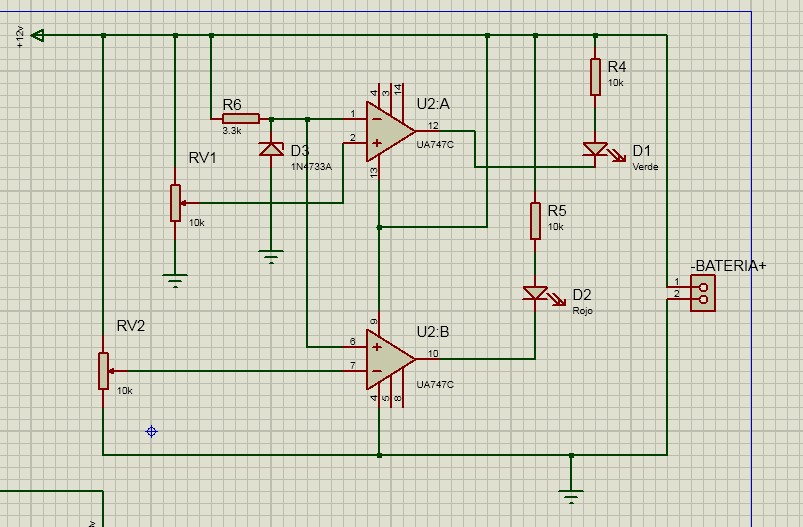 +12v
R4
10k
R6
3.3k
4
3
14
U2:A
1
12
2
UA747C
13
D3
1N4733A
D1
Verde
RV1
10k
R5
10k
-BATERIA+
1
2
D2
Rojo
RV2
10k
9
U2:B
6
10
7
UA747C
4
5
8